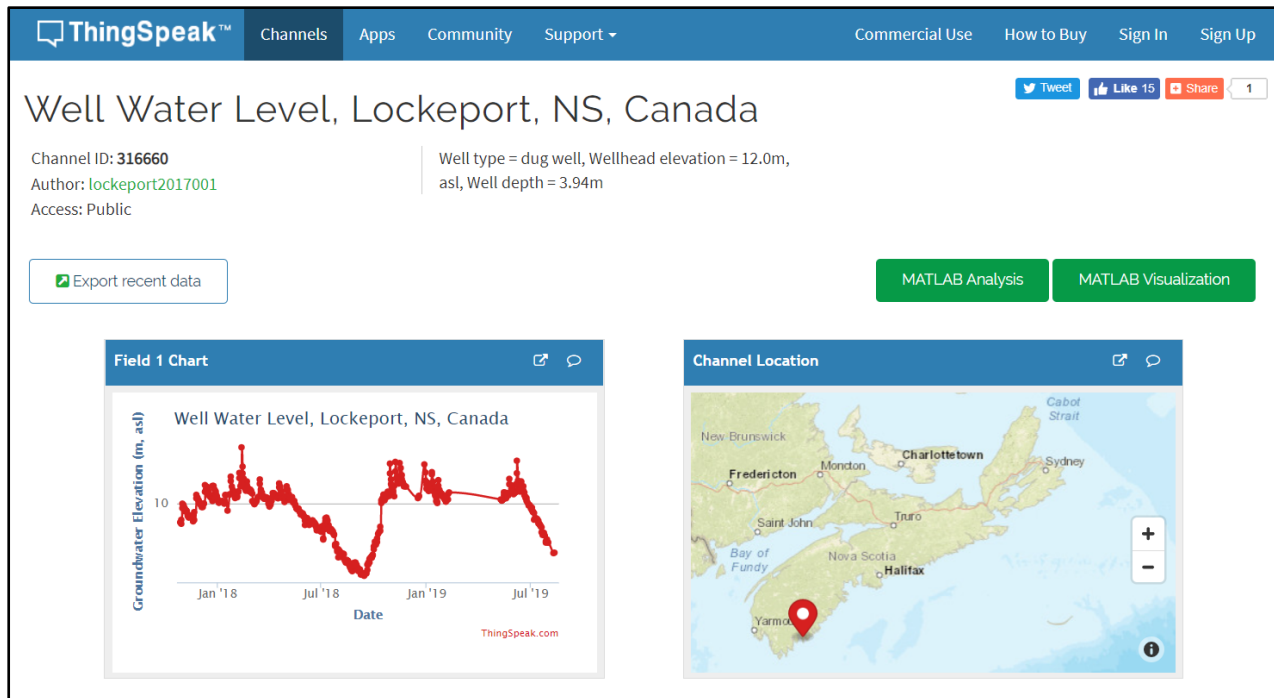 ThingSpeak™ Channels Apps Community Support Commercial Use How to Buy Sign In Sign Up
Tweet Like 15 Share 1
Well Water Level, Lockeport, NS, Canada
Channel ID: 316660
Author: lockeport2017001
Access: Public
Well type = dug well, Wellhead elevation = 12.0m,
asl, Well depth = 3.94m
Export recent data
MATLAB Analysis MATLAB Visualization
Field 1 Chart
Well Water Level, Lockeport, NS, Canada
Groundwater Elevation (m, asl)
10
Jan '18 Jul '18 Jan '19 Jul '19
Date
ThingSpeak.com
Channel Location
Cabot
Strait
New Brunswick
Charlottetown
Moncton
Sydney
Fredericton
Truro
Saint John
Bay of
Fundy
Nova Scotia
Halifax
+
−